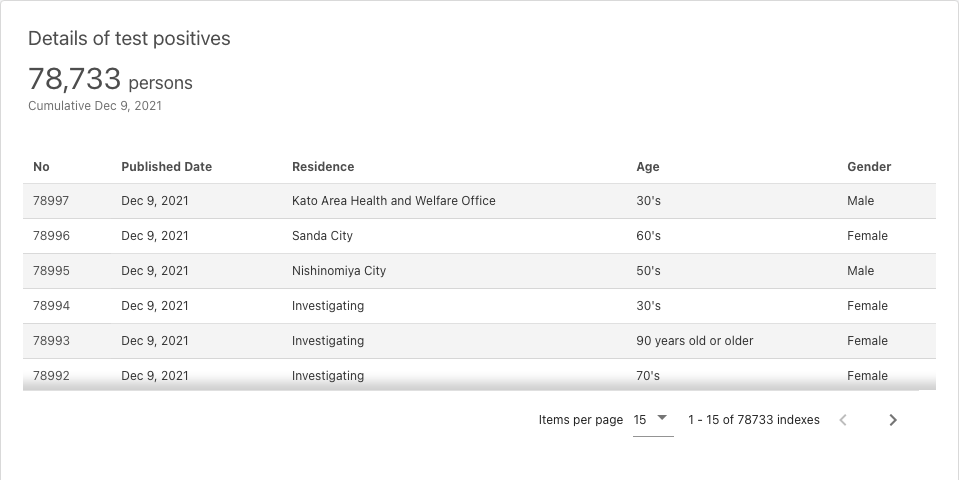 Details of test positives
78,733 persons
Cumulative Dec 9, 2021
No Published Date Residence Age Gender
78997 Dec 9, 2021 Kato Area Health and Welfare Office 30's Male
78996 Dec 9, 2021 Sanda City 60's Female
78995 Dec 9, 2021 Nishinomiya City 50's Male
78994 Dec 9, 2021 Investigating 30's Female
78993 Dec 9, 2021 Investigating 90 years old or older Female
78992 Dec 9, 2021 Investigating 70's Female
Items per page 15 1 - 15 of 78733 indexes